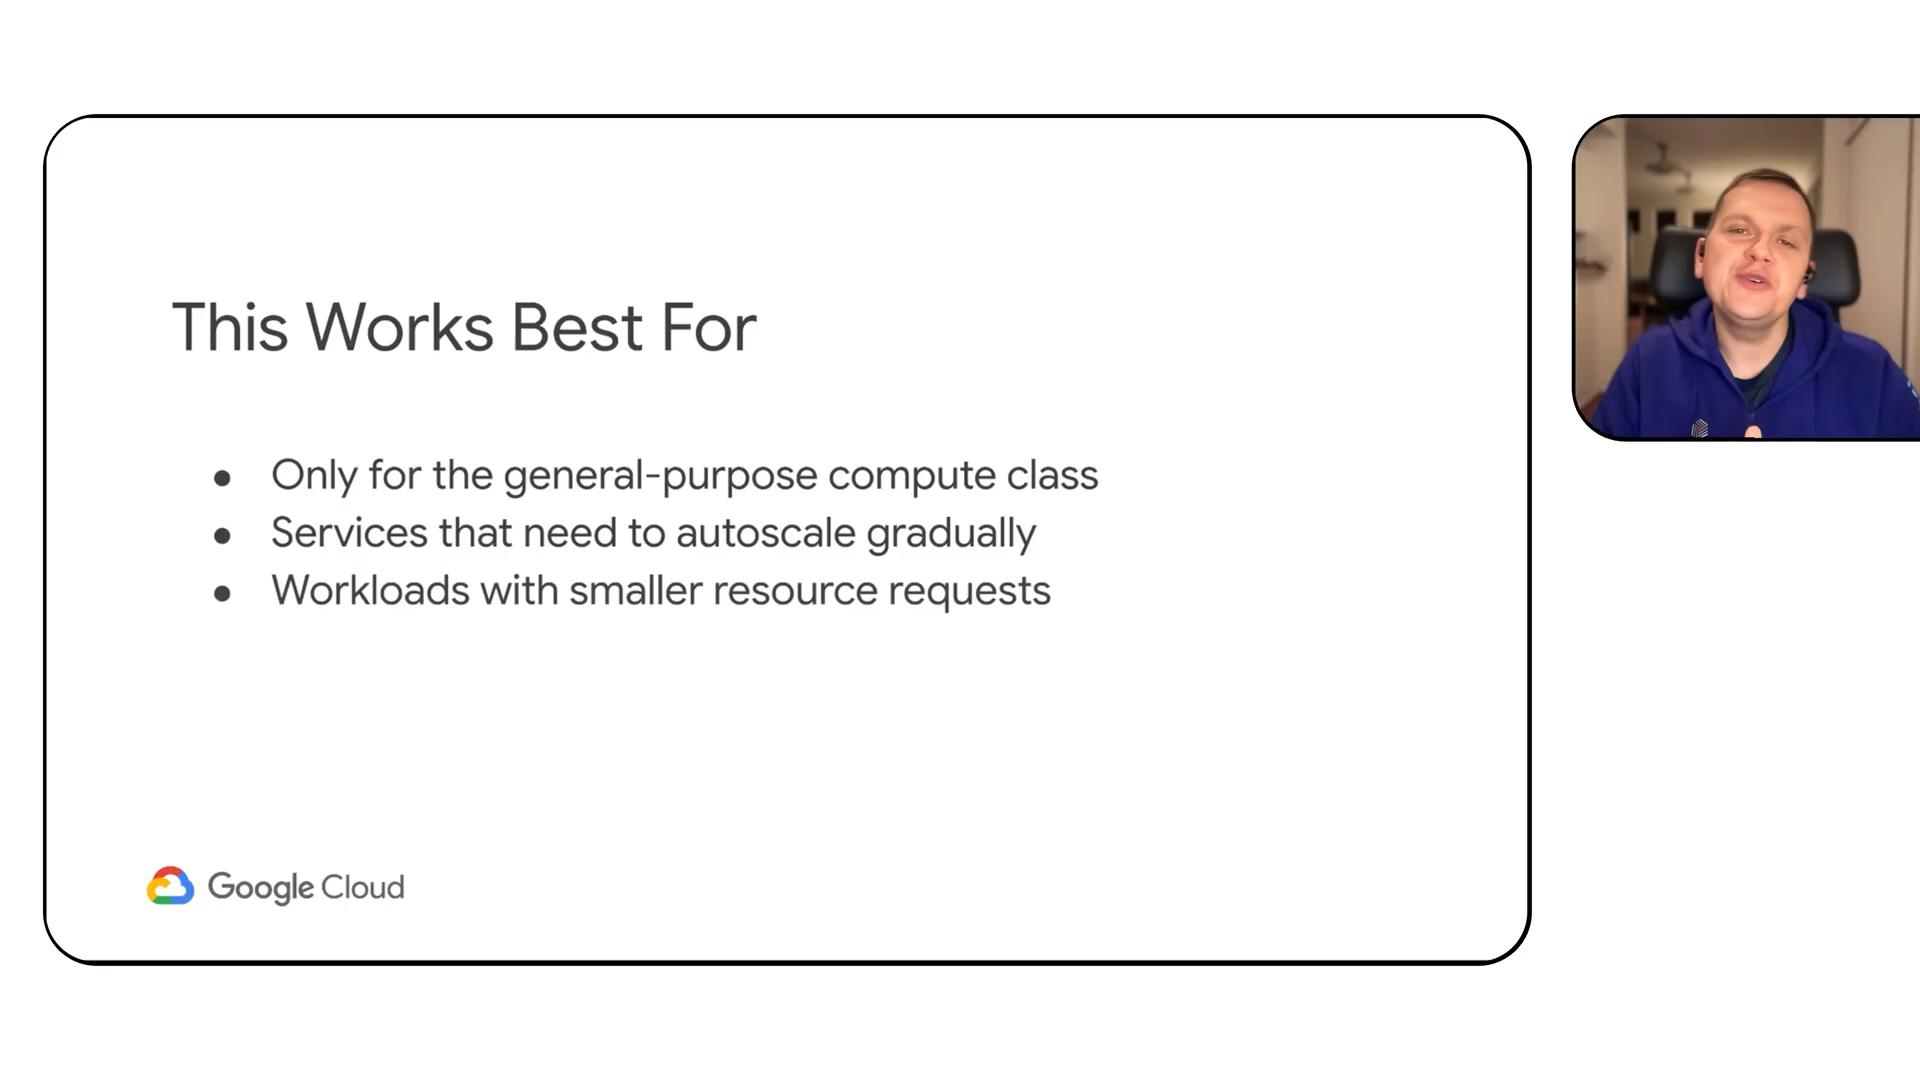 This Works Best For
● Only for the general-purpose compute class
● Services that need to autoscale gradually
● Workloads with smaller resource requests
Google Cloud